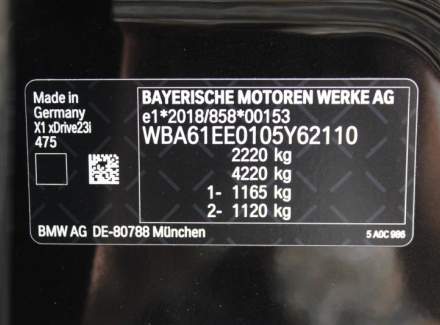 Made in
Germany
X1 xDrive23i
475
BAYERISCHE MOTOREN WERKE AG
e1*2018/858*00153
WBA61EE0105Y62110
2220 kg
4220 kg
1- 1165 kg
2- 1120 kg
BMW AG DE-80788 München
5 A0C 986